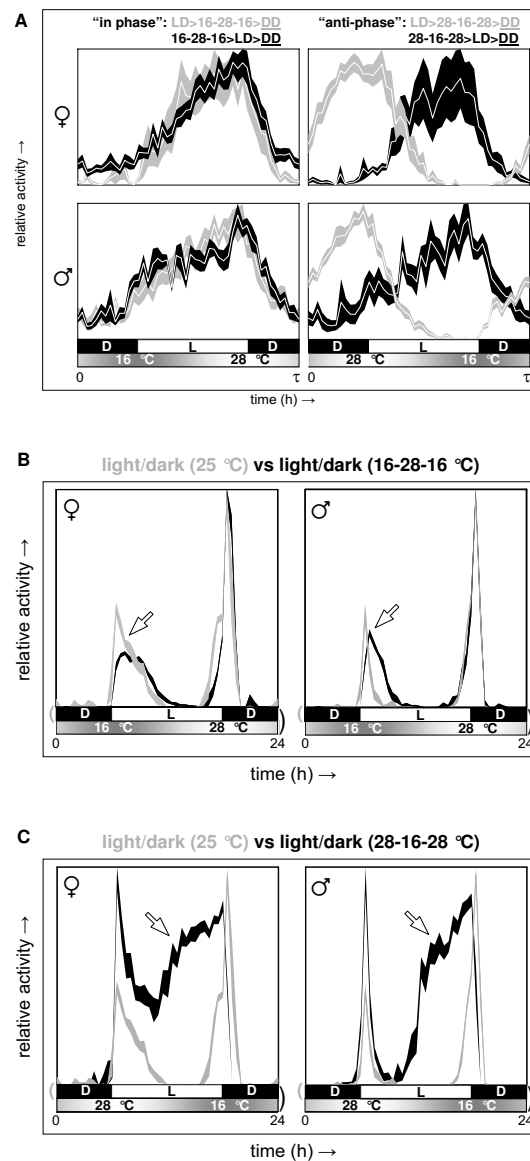 A
“in phase”: LD>16-28-16>DD
16-28-16>LD>DD
“anti-phase”: LD>28-16-28>DD
28-16-28>LD>DD
♀
relative activity →
♂
D L D D L D
16 °C 28 °C 28 °C 16 °C
0 τ 0 τ
time (h) →
B
light/dark (25 °C) vs light/dark (16-28-16 °C)
♀ ♂
relative activity →
( D L D ) ( D L D )
16 °C 28 °C 16 °C 28 °C
0 24 0 24
time (h) →
C
light/dark (25 °C) vs light/dark (28-16-28 °C)
♀ ♂
relative activity →
( D L D ) ( D L D )
28 °C 16 °C 28 °C 16 °C
0 24 0 24
time (h) →